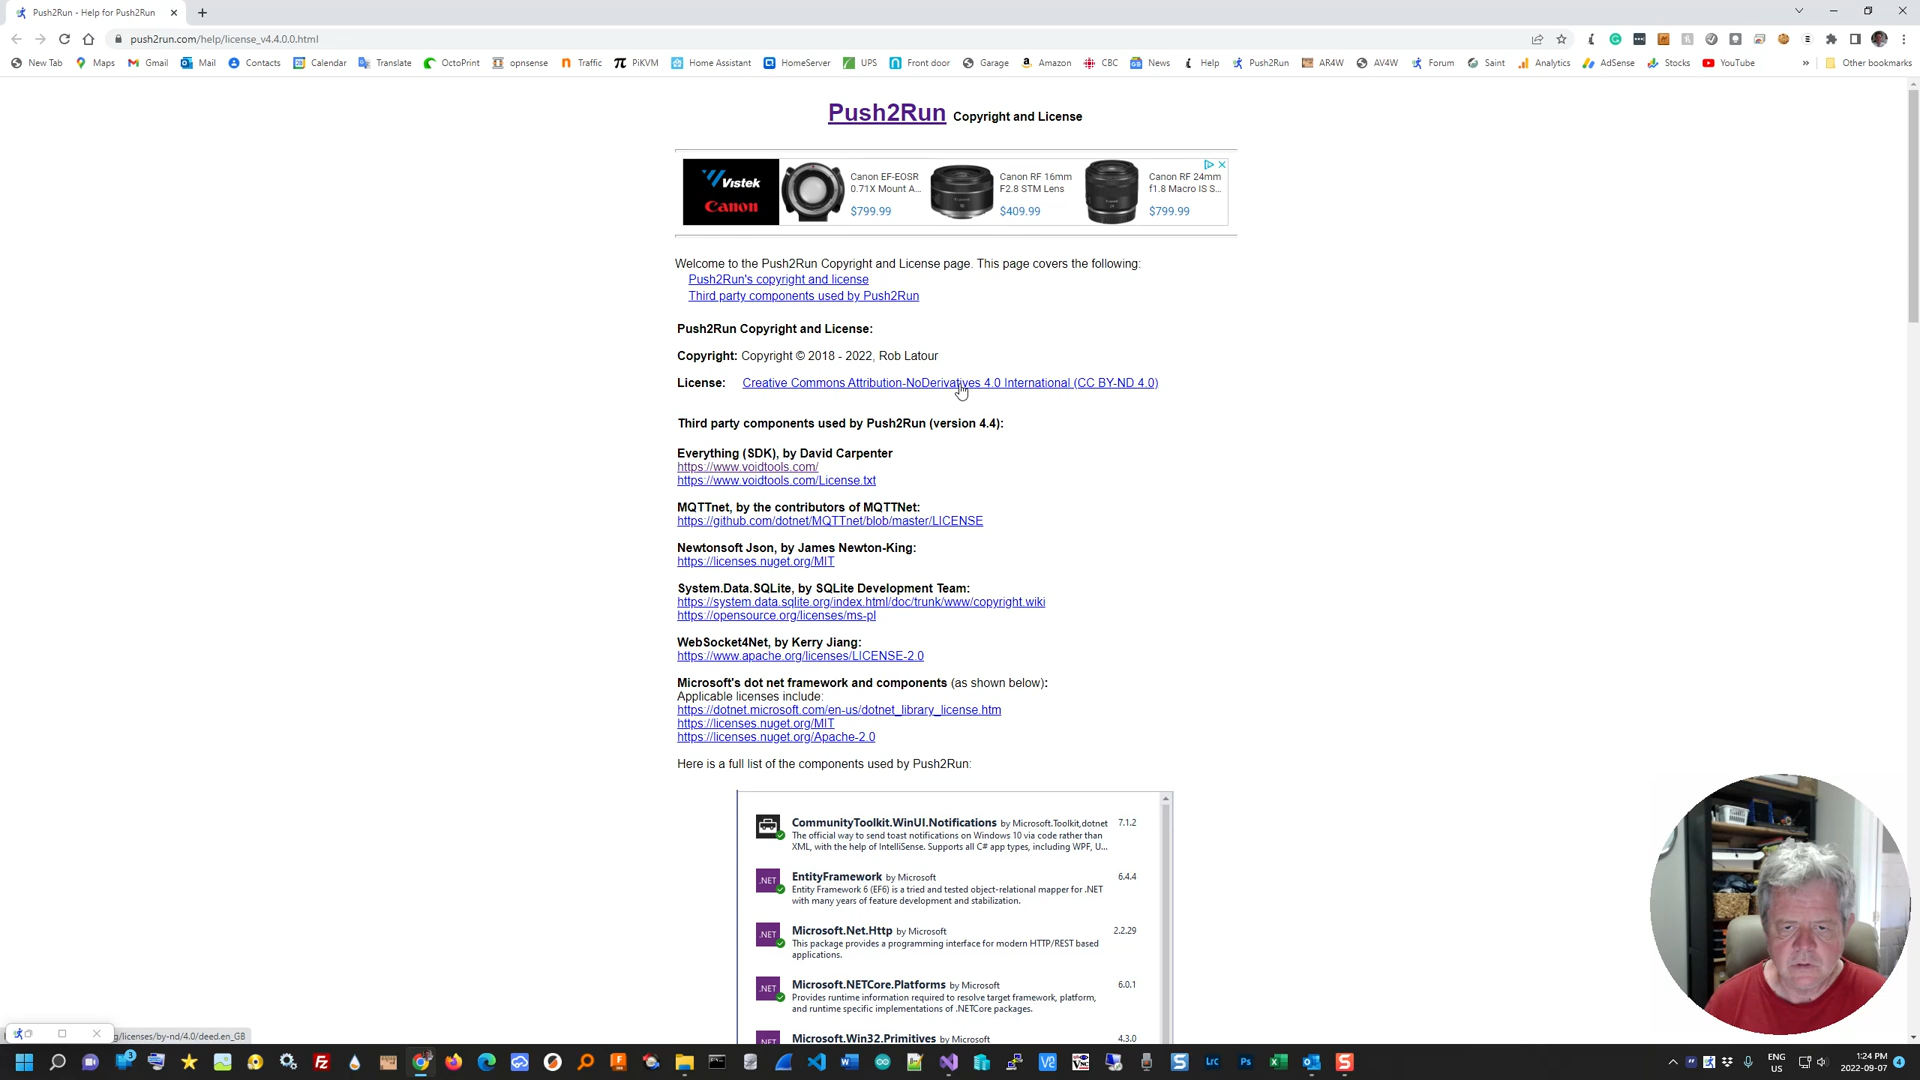 Push2Run - Help for Push2Run
push2run.com/help/license_v4.4.0.0.html
New Tab Maps Gmail Mail Contacts Calendar Translate OctoPrint opnsense Traffic PiKVM Home Assistant HomeServer UPS Front door Garage Amazon CBC News Help Push2Run AR4W AV4W Forum Saint Analytics AdSense Stocks YouTube » Other bookmarks
Push2Run Copyright and License
Vistek
Canon
Canon EF-EOSR
0.71X Mount A...
$799.99
Canon RF 16mm
F2.8 STM Lens
$409.99
Canon RF 24mm
f1.8 Macro IS S...
$799.99
Welcome to the Push2Run Copyright and License page. This page covers the following:
Push2Run's copyright and license
Third party components used by Push2Run
Push2Run Copyright and License:
Copyright: Copyright © 2018 - 2022, Rob Latour
License: Creative Commons Attribution-NoDerivatives 4.0 International (CC BY-ND 4.0)
Third party components used by Push2Run (version 4.4):
Everything (SDK), by David Carpenter
https://www.voidtools.com/
https://www.voidtools.com/License.txt
MQTTnet, by the contributors of MQTTNet:
https://github.com/dotnet/MQTTnet/blob/master/LICENSE
Newtonsoft Json, by James Newton-King:
https://licenses.nuget.org/MIT
System.Data.SQLite, by SQLite Development Team:
https://system.data.sqlite.org/index.html/doc/trunk/www/copyright.wiki
https://opensource.org/licenses/ms-pl
WebSocket4Net, by Kerry Jiang:
https://www.apache.org/licenses/LICENSE-2.0
Microsoft's dot net framework and components (as shown below):
Applicable licenses include:
https://dotnet.microsoft.com/en-us/dotnet_library_license.htm
https://licenses.nuget.org/MIT
https://licenses.nuget.org/Apache-2.0
Here is a full list of the components used by Push2Run:
CommunityToolkit.WinUI.Notifications by Microsoft.Toolkit,dotnet 7.1.2
The official way to send toast notifications on Windows 10 via code rather than
XML, with the help of IntelliSense. Supports all C# app types, including WPF, U...
.NET EntityFramework by Microsoft 6.4.4
Entity Framework 6 (EF6) is a tried and tested object-relational mapper for .NET
with many years of feature development and stabilization.
.NET Microsoft.Net.Http by Microsoft 2.2.29
This package provides a programming interface for modern HTTP/REST based
applications.
.NET Microsoft.NETCore.Platforms by Microsoft 6.0.1
Provides runtime information required to resolve target framework, platform,
and runtime specific implementations of .NETCore packages.
.NET Microsoft.Win32.Primitives by Microsoft 4.3.0
g/licenses/by-nd/4.0/deed.en_GB
3
Lrc
Ps
ENG
US
1:24 PM
2022-09-07
4